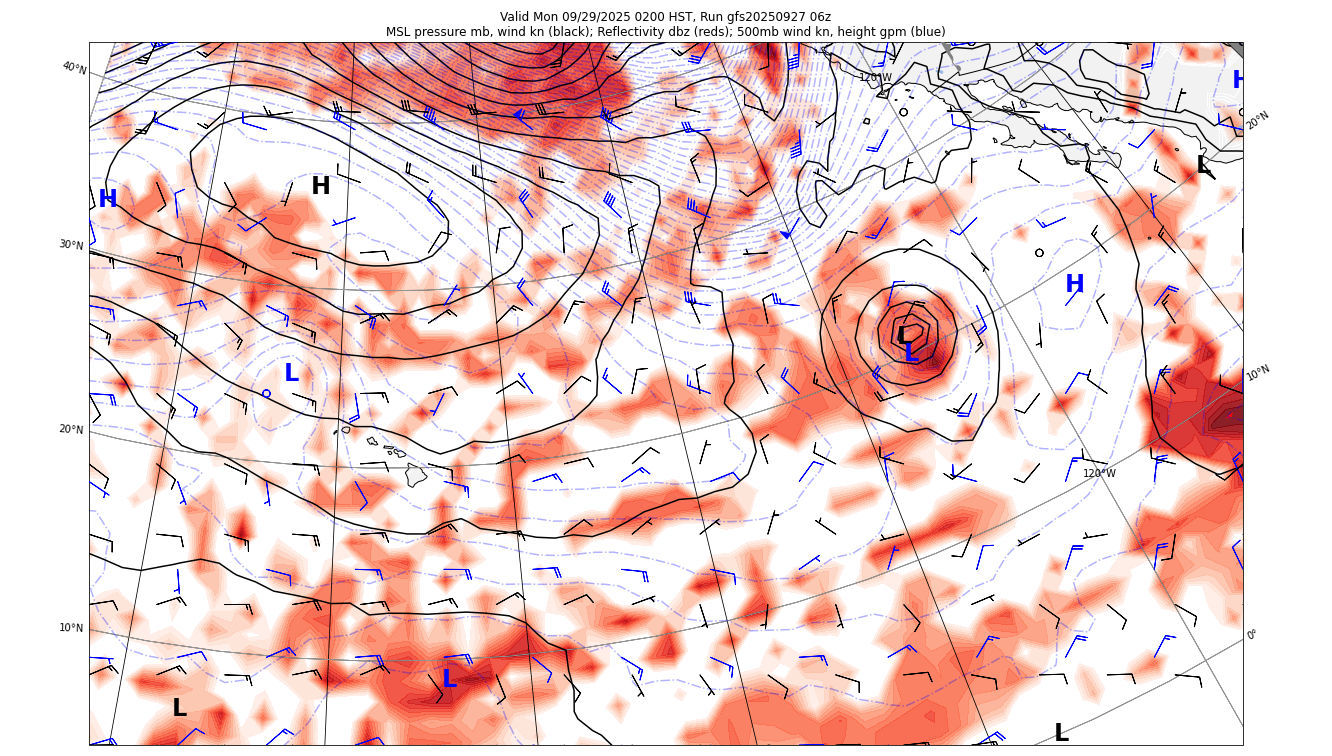 Valid Mon 09/29/2025 0200 HST, Run gfs20250927 06z
MSL pressure mb, wind kn (black); Reflectivity dbz (reds); 500mb wind kn, height gpm (blue)
40°N
120°W
H
20°N
L
H
H
30°N
H
L
L
L
10°N
20°N
120°W
10°N
0°
L
L
L